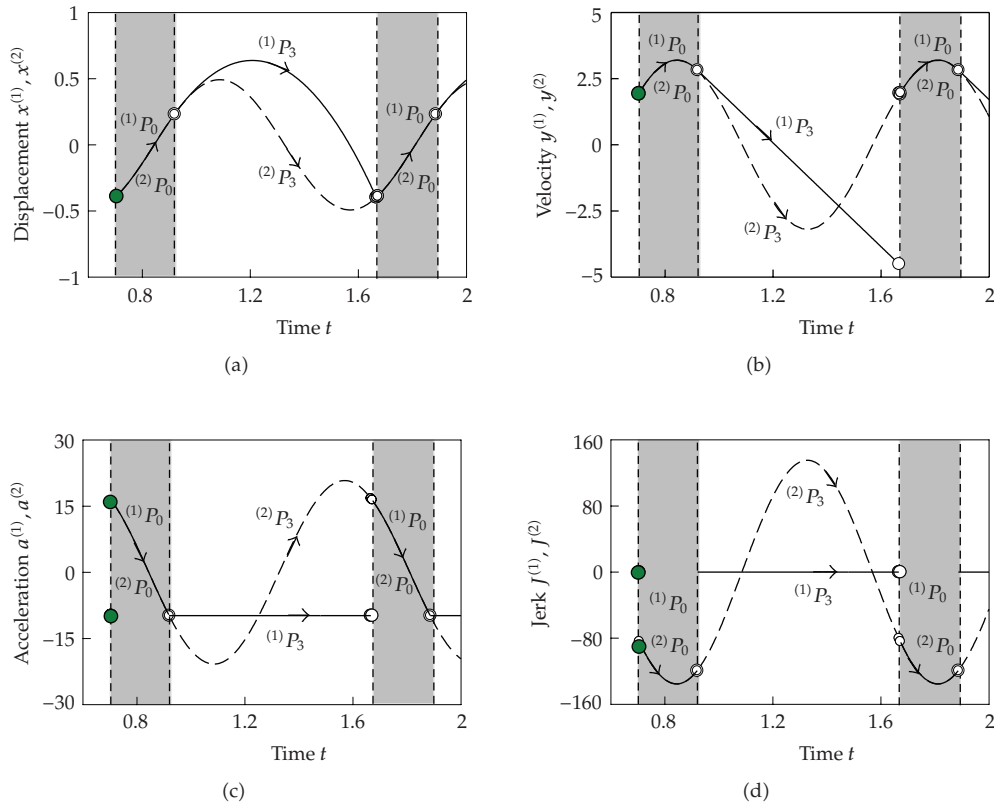 Displacement x⁽¹⁾, x⁽²⁾
1
0.5
0
−0.5
−1
⁽¹⁾P₃
⁽¹⁾P₀
⁽¹⁾P₀
⁽²⁾P₃
⁽²⁾P₀
⁽²⁾P₀
0.8
1.2
1.6
2
Time t
(a)
Velocity y⁽¹⁾, y⁽²⁾
5
2.5
0
−2.5
−5
⁽¹⁾P₀
⁽¹⁾P₀
⁽²⁾P₀
⁽²⁾P₀
⁽¹⁾P₃
⁽²⁾P₃
0.8
1.2
1.6
2
Time t
(b)
Acceleration a⁽¹⁾, a⁽²⁾
30
15
0
−15
−30
⁽¹⁾P₀
⁽²⁾P₃
⁽¹⁾P₀
⁽²⁾P₀
⁽²⁾P₀
⁽¹⁾P₃
0.8
1.2
1.6
2
Time t
(c)
Jerk J⁽¹⁾, J⁽²⁾
160
80
0
−80
−160
⁽²⁾P₃
⁽¹⁾P₀
⁽¹⁾P₃
⁽¹⁾P₀
⁽²⁾P₀
⁽²⁾P₀
0.8
1.2
1.6
2
Time t
(d)